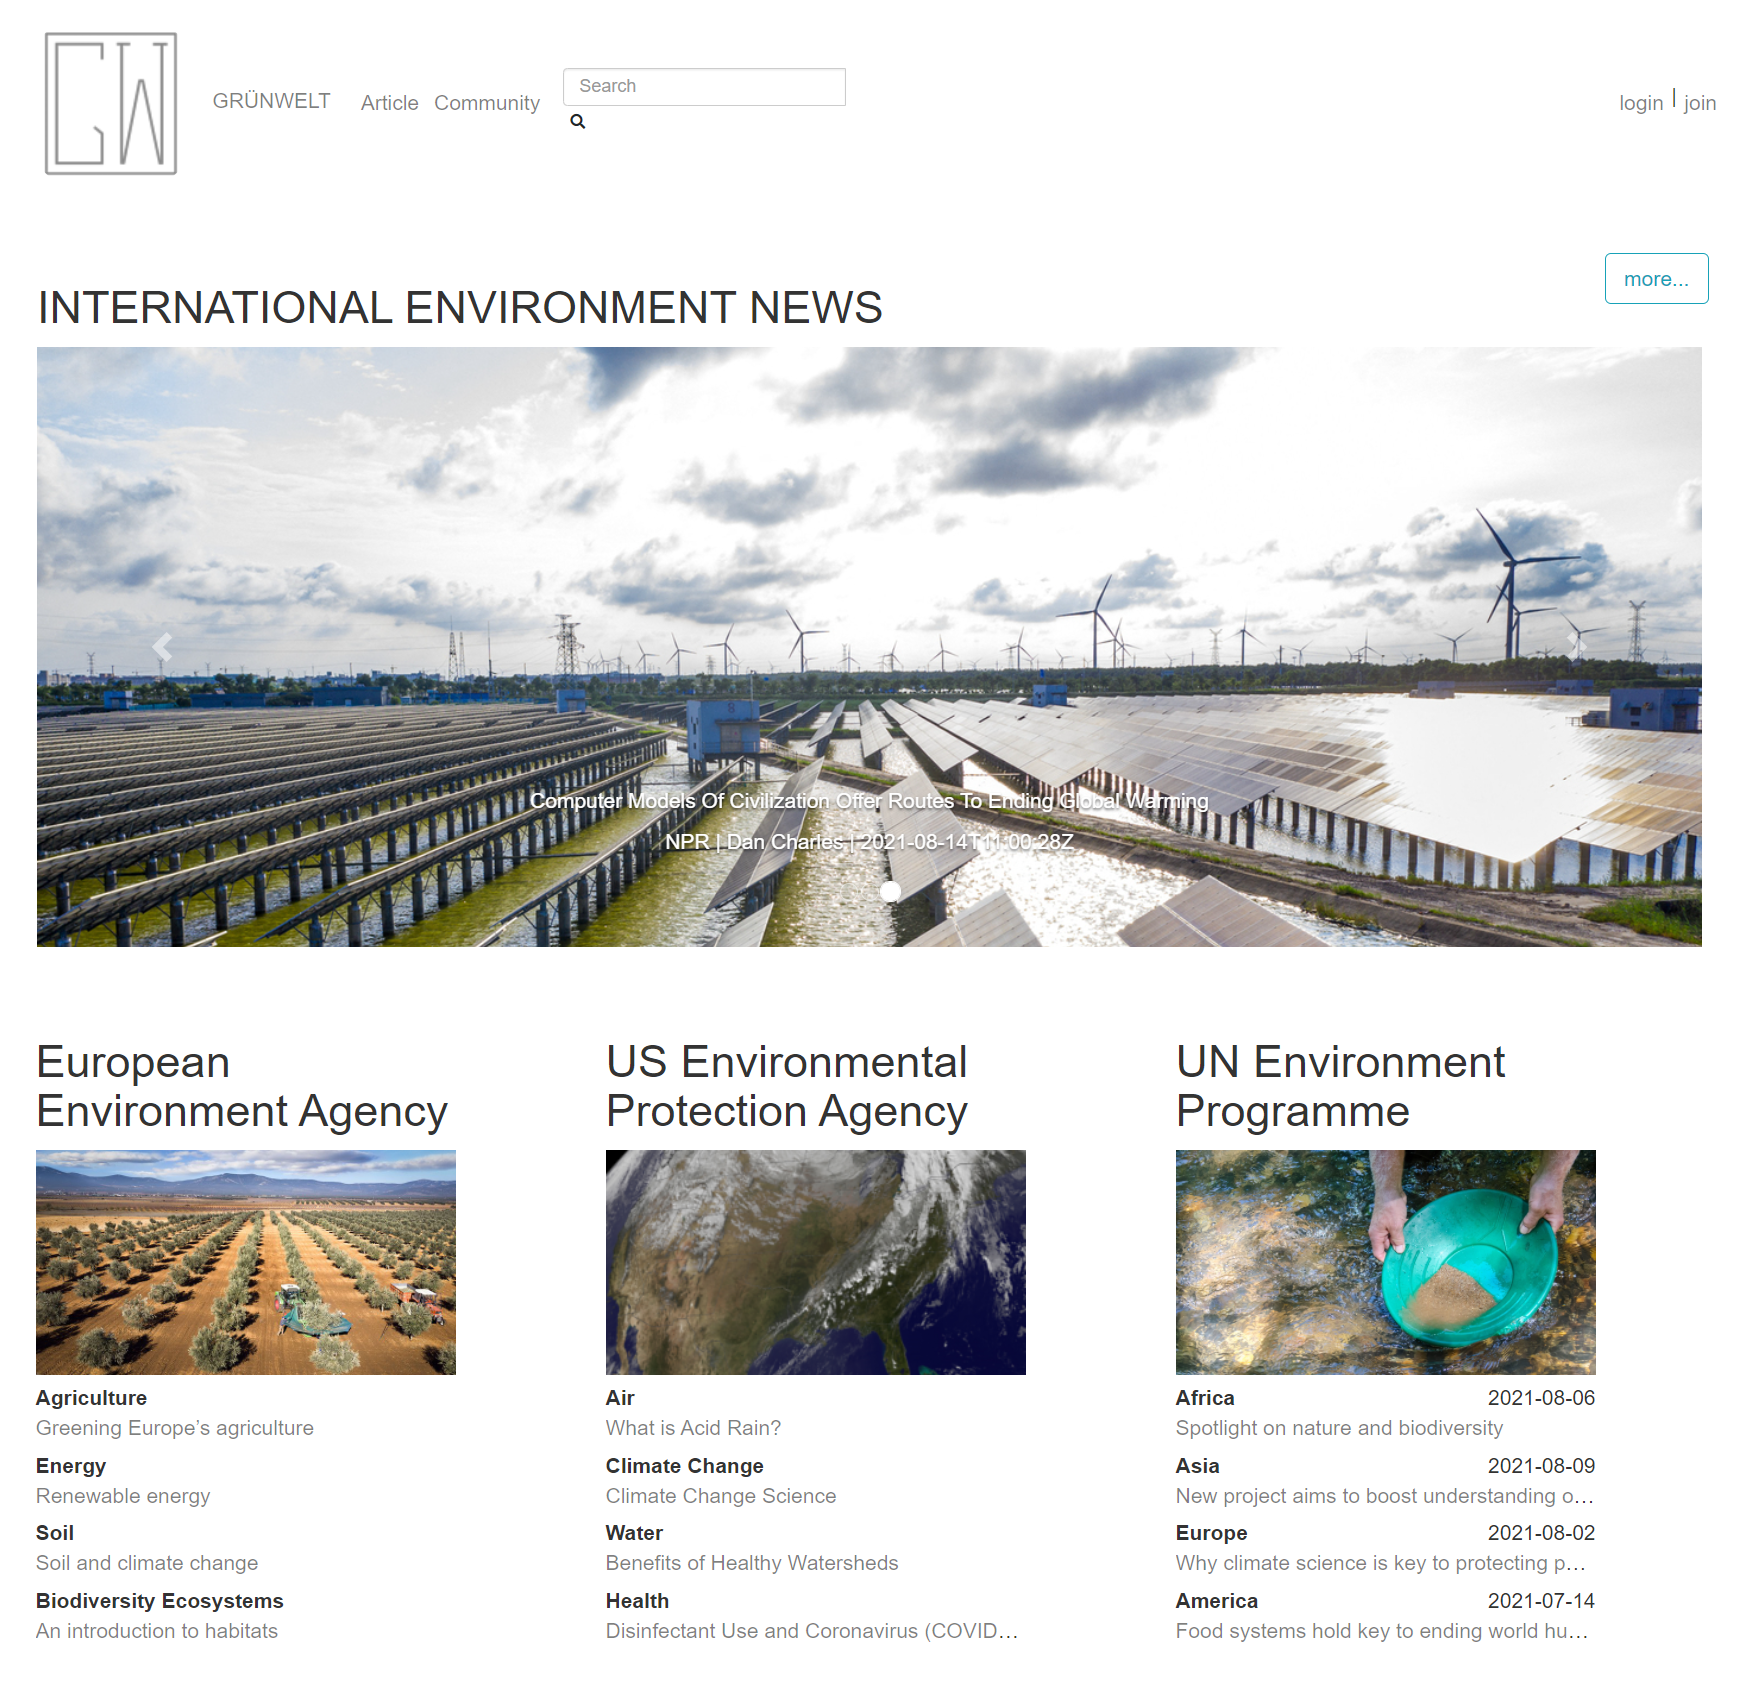 GW
GRÜNWELT
Article
Community
Search
login | join
more...
INTERNATIONAL ENVIRONMENT NEWS
Computer Models Of Civilization Offer Routes To Ending Global Warming
NPR | Dan Charles | 2021-08-14T11:00:28Z
European
Environment Agency
Agriculture
Greening Europe’s agriculture
Energy
Renewable energy
Soil
Soil and climate change
Biodiversity Ecosystems
An introduction to habitats
US Environmental
Protection Agency
Air
What is Acid Rain?
Climate Change
Climate Change Science
Water
Benefits of Healthy Watersheds
Health
Disinfectant Use and Coronavirus (COVID...
UN Environment
Programme
Africa 2021-08-06
Spotlight on nature and biodiversity
Asia 2021-08-09
New project aims to boost understanding o...
Europe 2021-08-02
Why climate science is key to protecting p...
America 2021-07-14
Food systems hold key to ending world hu...